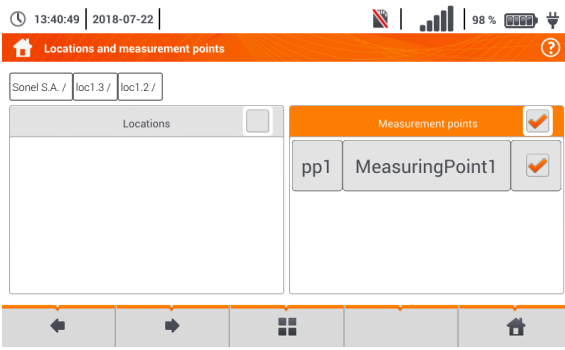 13:40:49 2018-07-22 98 %
Locations and measurement points ?
Sonel S.A. / loc1.3 / loc1.2 /
Locations Measurement points
pp1 MeasuringPoint1